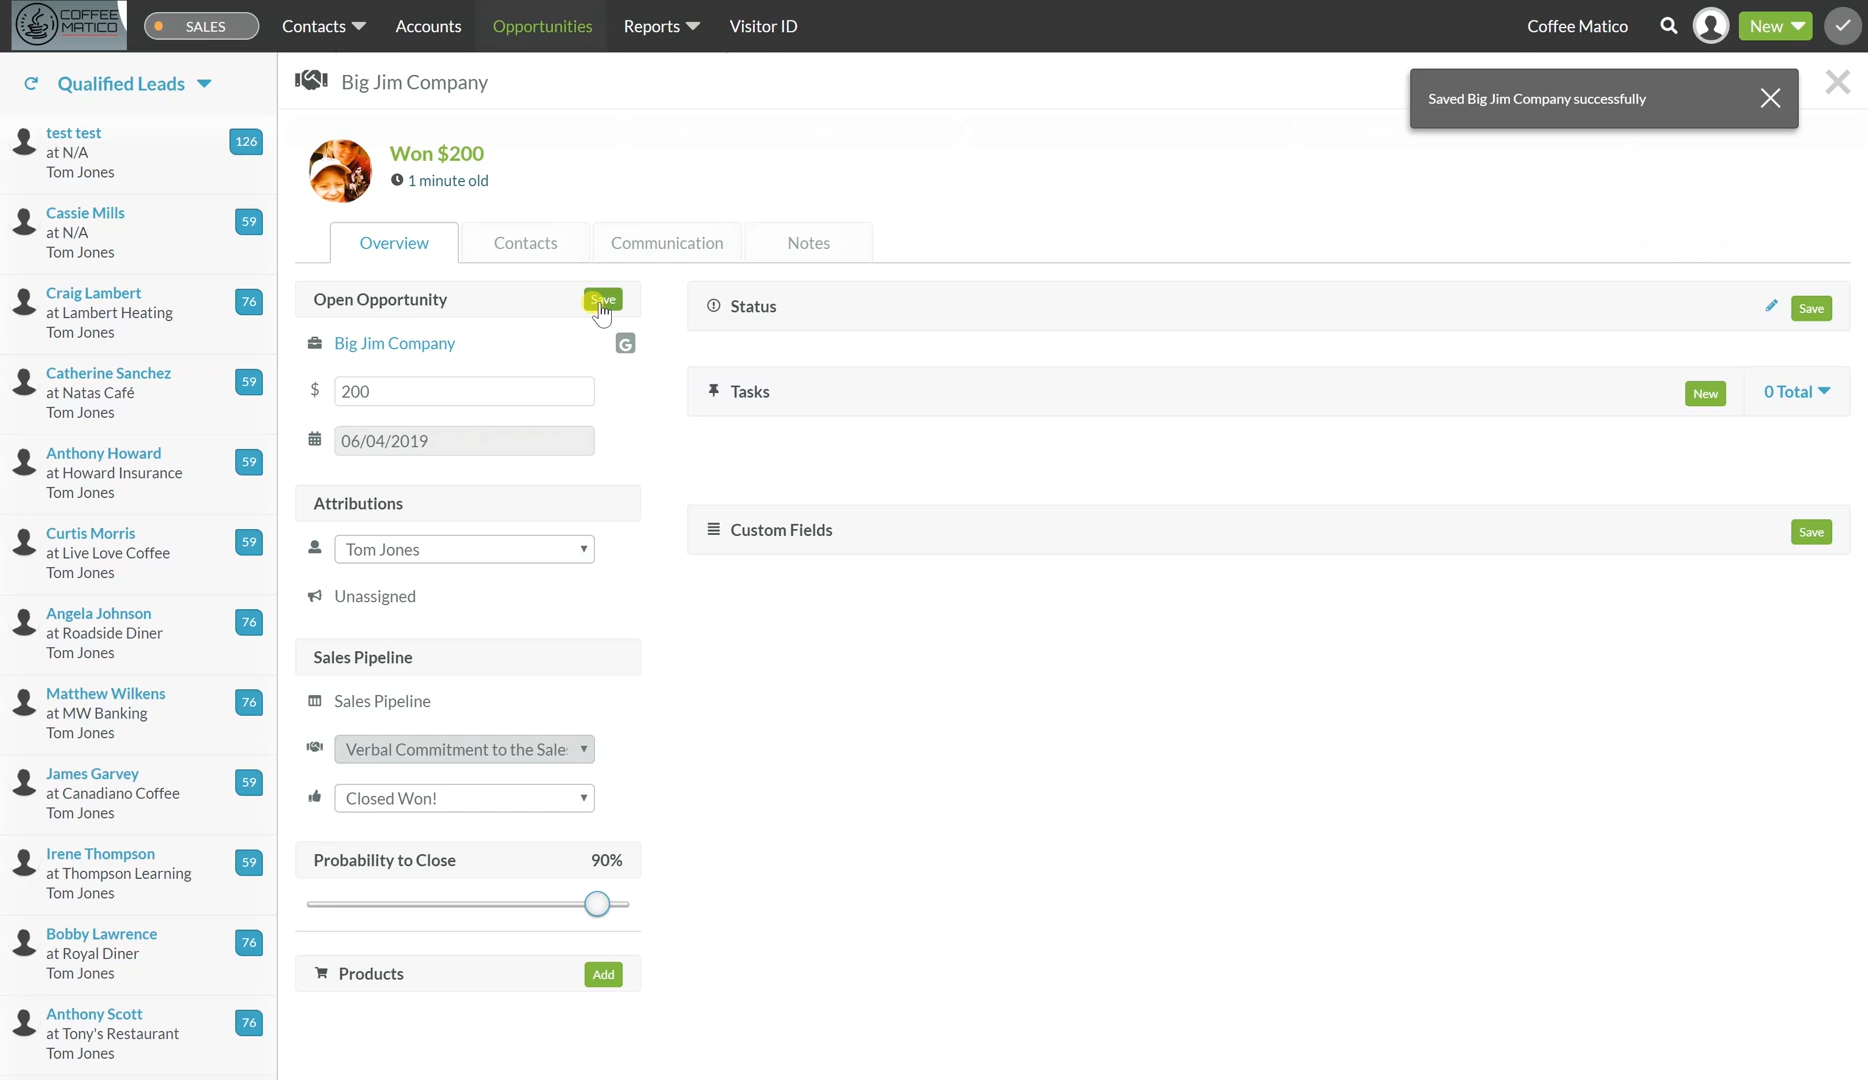 COFFEE
MATICO
SALES
Contacts
Accounts
Opportunities
Reports
Visitor ID
Coffee Matico
New
Qualified Leads
Big Jim Company
Saved Big Jim Company successfully
test test
at N/A
Tom Jones
126
Cassie Mills
at N/A
Tom Jones
59
Craig Lambert
at Lambert Heating
Tom Jones
76
Catherine Sanchez
at Natas Café
Tom Jones
59
Anthony Howard
at Howard Insurance
Tom Jones
59
Curtis Morris
at Live Love Coffee
Tom Jones
59
Angela Johnson
at Roadside Diner
Tom Jones
76
Matthew Wilkens
at MW Banking
Tom Jones
76
James Garvey
at Canadiano Coffee
Tom Jones
59
Irene Thompson
at Thompson Learning
Tom Jones
59
Bobby Lawrence
at Royal Diner
Tom Jones
76
Anthony Scott
at Tony's Restaurant
Tom Jones
76
Won $200
1 minute old
Overview
Contacts
Communication
Notes
Open Opportunity
Save
Big Jim Company
G
$ 200
06/04/2019
Attributions
Tom Jones
Unassigned
Sales Pipeline
Sales Pipeline
Verbal Commitment to the Sale
Closed Won!
Probability to Close 90%
Products
Add
Status
Save
Tasks
New
0 Total
Custom Fields
Save